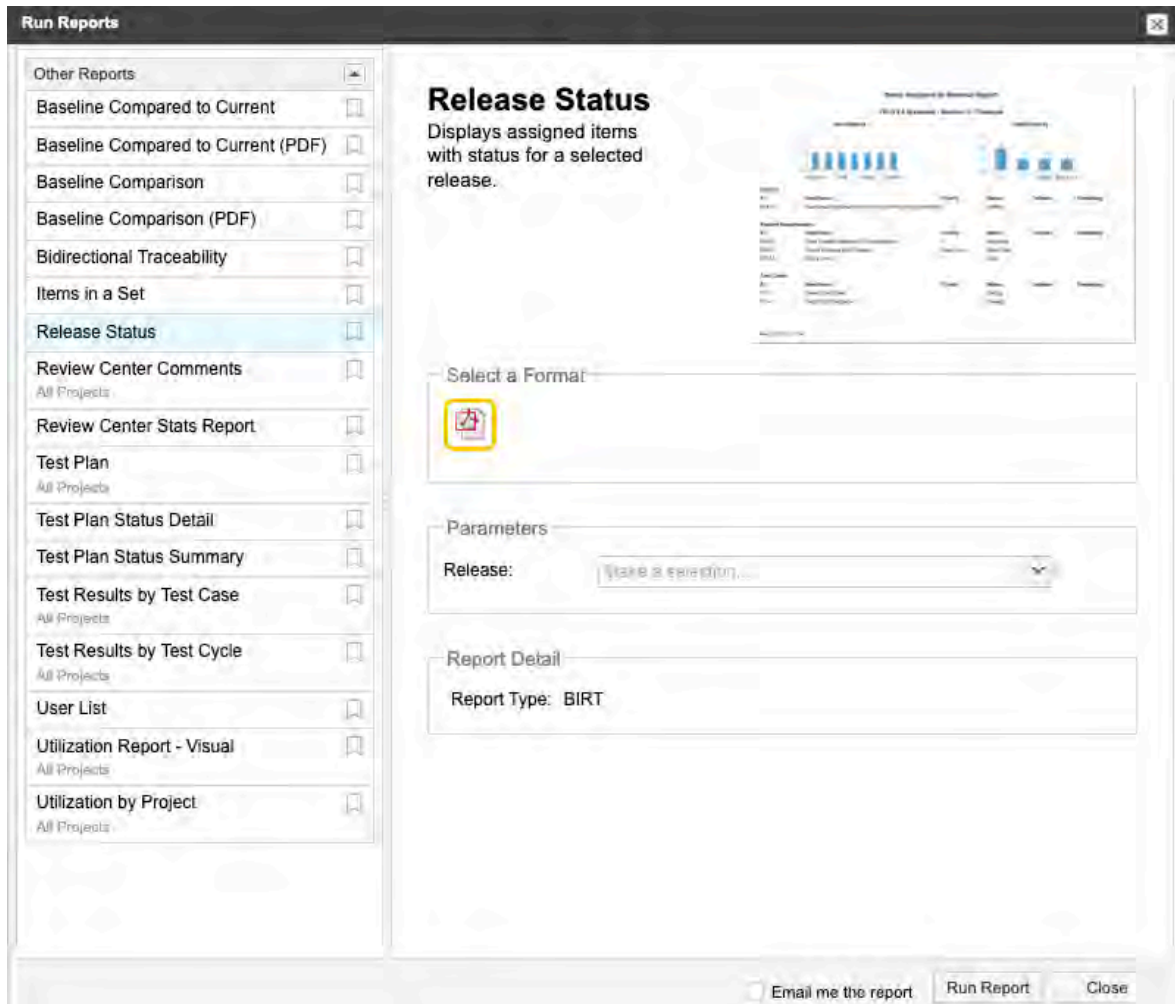 Run Reports
Other Reports
Baseline Compared to Current
Baseline Compared to Current (PDF)
Baseline Comparison
Baseline Comparison (PDF)
Bidirectional Traceability
Items in a Set
Release Status
Review Center Comments
All Projects
Review Center Stats Report
Test Plan
All Projects
Test Plan Status Detail
Test Plan Status Summary
Test Results by Test Case
All Projects
Test Results by Test Cycle
All Projects
User List
Utilization Report - Visual
All Projects
Utilization by Project
All Projects
Release Status
Displays assigned items
with status for a selected
release.
Select a Format
Parameters
Release: Make a selection...
Report Detail
Report Type: BIRT
Email me the report Run Report Close